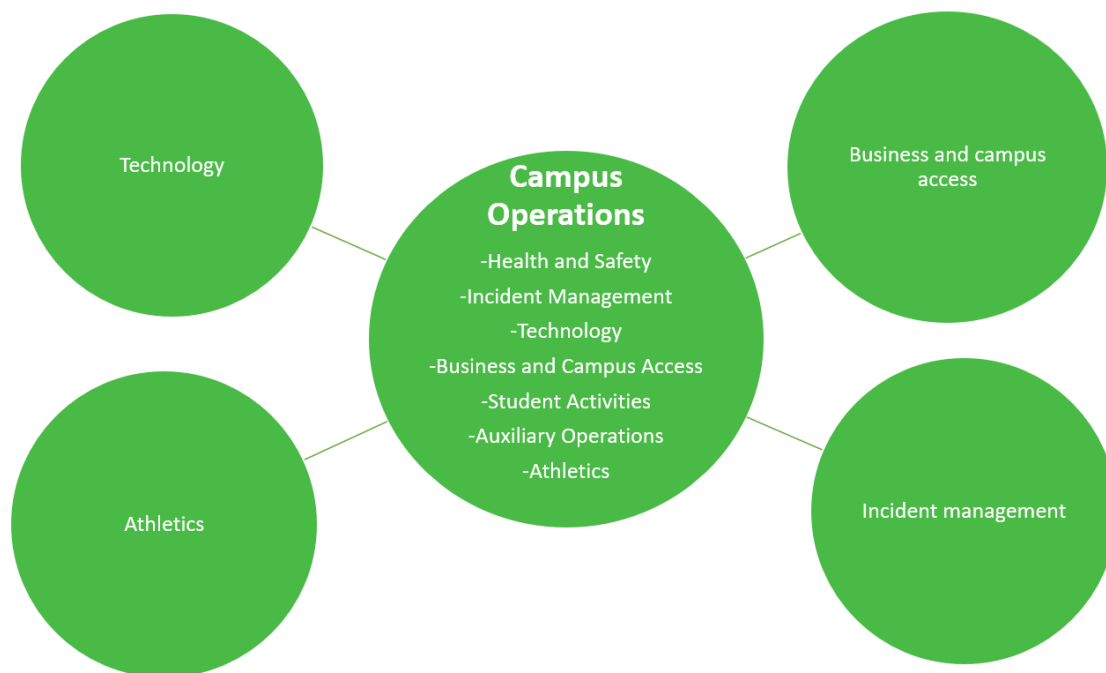 Technology
Business and campus
access
Campus
Operations
-Health and Safety
-Incident Management
-Technology
-Business and Campus Access
-Student Activities
-Auxiliary Operations
-Athletics
Athletics
Incident management